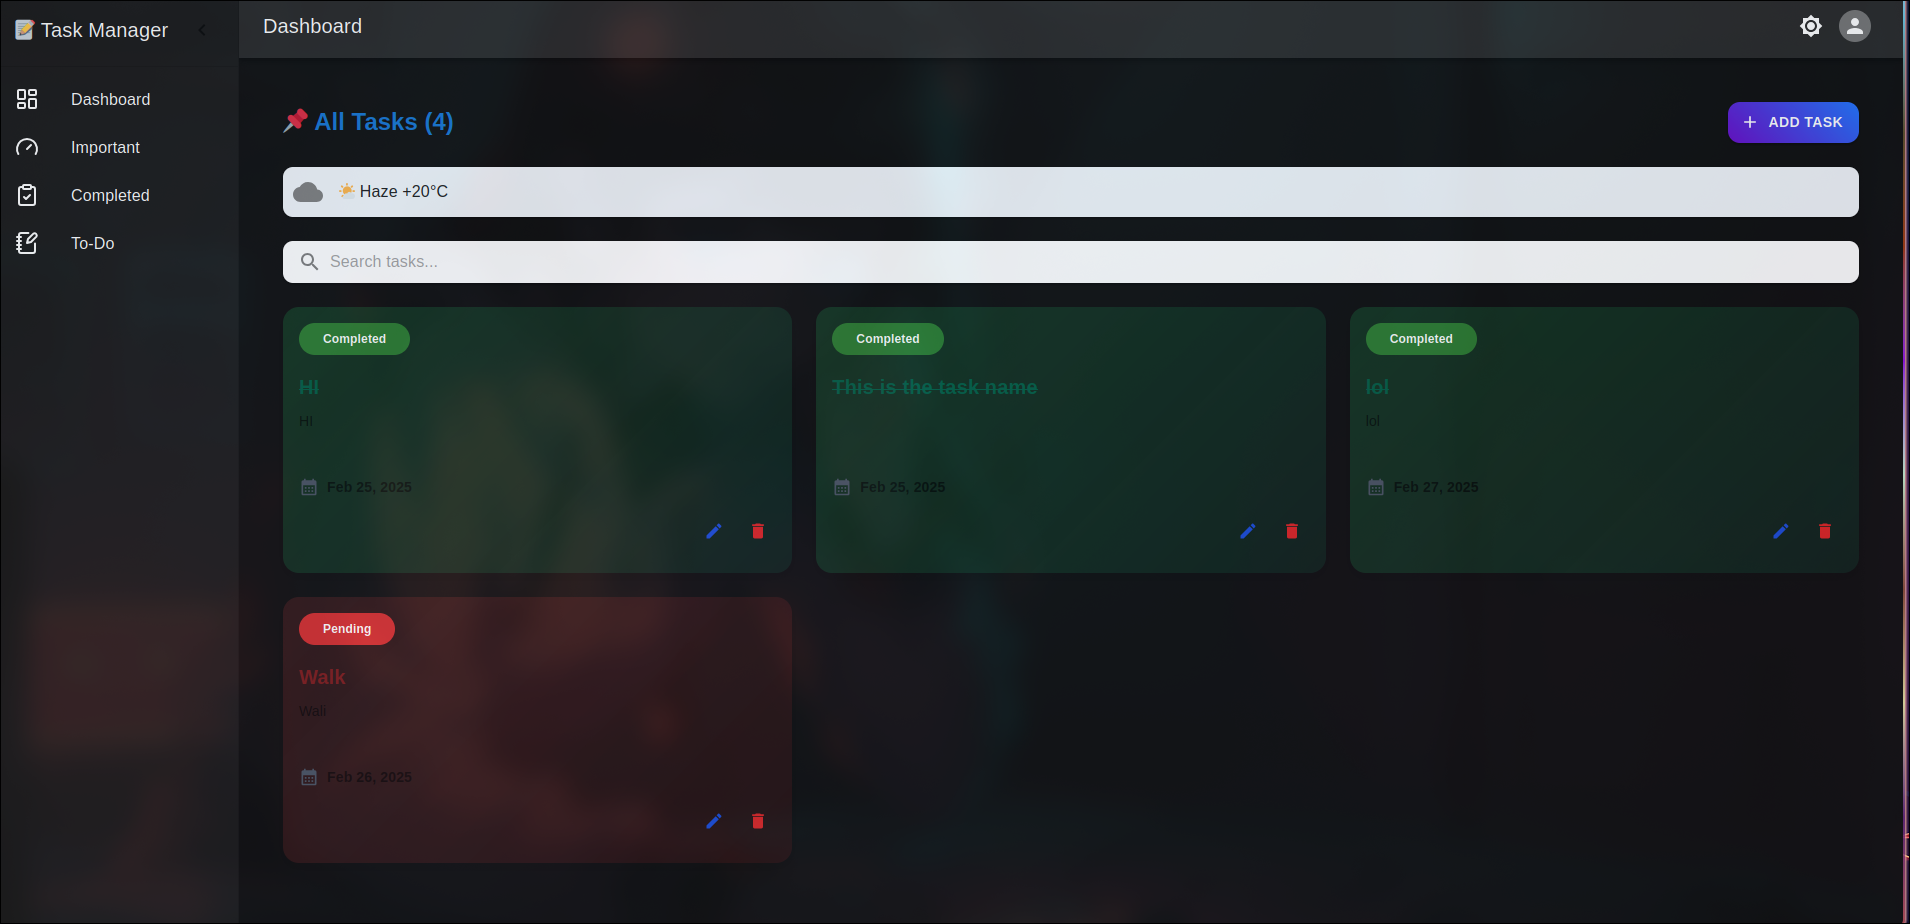 Task Manager
Dashboard
Dashboard
Important
Completed
To-Do
All Tasks (4)
ADD TASK
Haze +20°C
Search tasks...
Completed
HI
HI
Feb 25, 2025
Completed
This is the task name
Feb 25, 2025
Completed
lol
lol
Feb 27, 2025
Pending
Walk
Wali
Feb 26, 2025